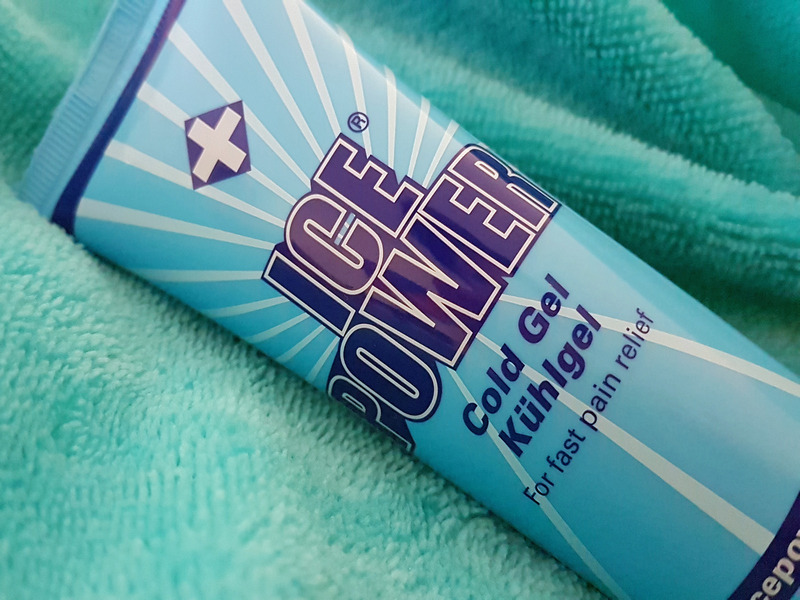 ICE®
POWER
Cold Gel
Kühlgel
For fast pain relief